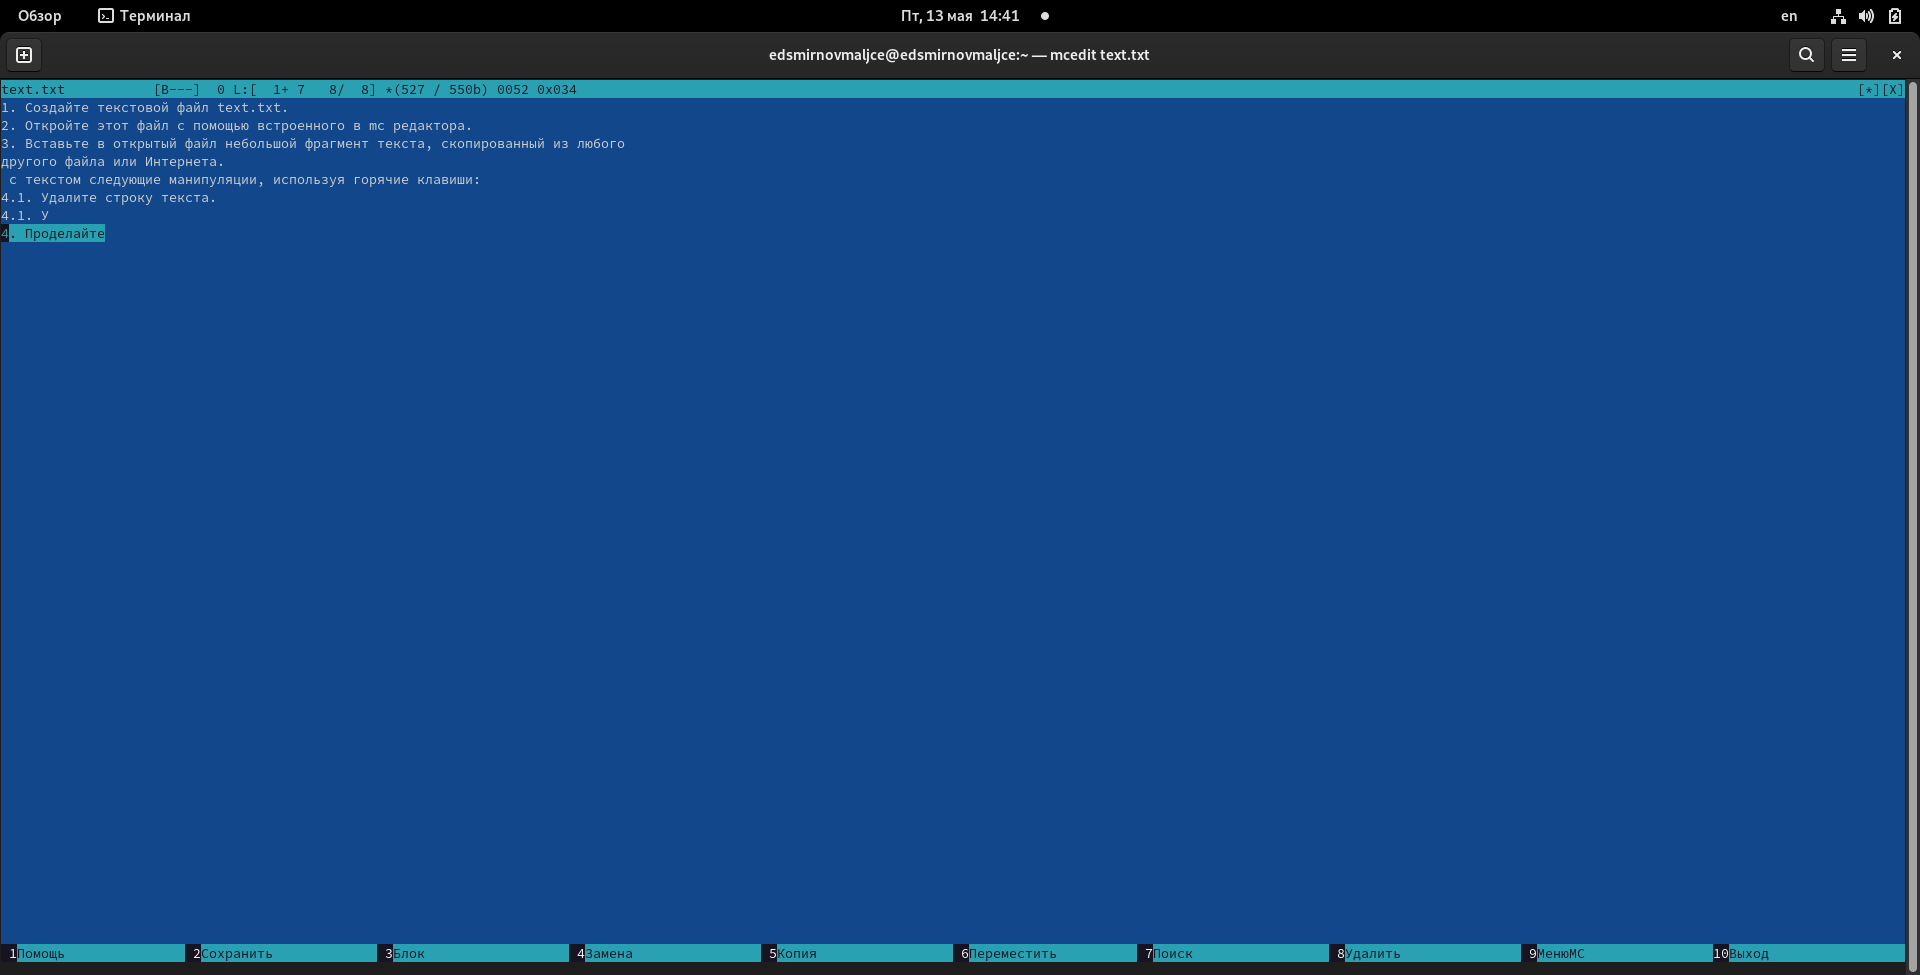 Обзор Терминал Пт, 13 мая 14:41 en
edsmirnovmaljce@edsmirnovmaljce:~ — mcedit text.txt
text.txt [B---] 0 L:[ 1+ 7 8/ 8] *(527 / 550b) 0052 0x034 [*][X]
1. Создайте текстовой файл text.txt.
2. Откройте этот файл с помощью встроенного в mc редактора.
3. Вставьте в открытый файл небольшой фрагмент текста, скопированный из любого
другого файла или Интернета.
с текстом следующие манипуляции, используя горячие клавиши:
4.1. Удалите строку текста.
4.1. У
4. Проделайте
1Помощь 2Сохранить 3Блок 4Замена 5Копия 6Переместить 7Поиск 8Удалить 9МенюMC 10Выход